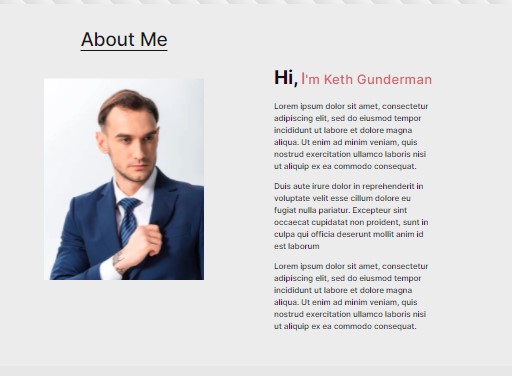 About Me
Hi, I'm Keth Gunderman
Lorem ipsum dolor sit amet, consectetur
adipiscing elit, sed do eiusmod tempor
incididunt ut labore et dolore magna
aliqua. Ut enim ad minim veniam, quis
nostrud exercitation ullamco laboris nisi
ut aliquip ex ea commodo consequat.
Duis aute irure dolor in reprehenderit in
voluptate velit esse cillum dolore eu
fugiat nulla pariatur. Excepteur sint
occaecat cupidatat non proident, sunt in
culpa qui officia deserunt mollit anim id
est laborum
Lorem ipsum dolor sit amet, consectetur
adipiscing elit, sed do eiusmod tempor
incididunt ut labore et dolore magna
aliqua. Ut enim ad minim veniam, quis
nostrud exercitation ullamco laboris nisi
ut aliquip ex ea commodo consequat.